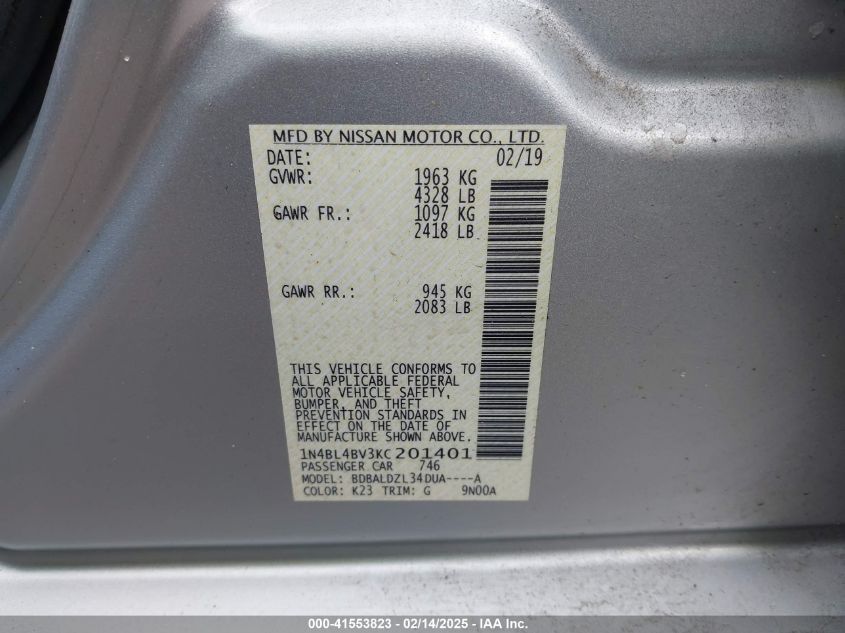 MFD BY NISSAN MOTOR CO., LTD.
DATE: 02/19
GVWR: 1963 KG
4328 LB
GAWR FR.: 1097 KG
2418 LB
GAWR RR.: 945 KG
2083 LB
THIS VEHICLE CONFORMS TO
ALL APPLICABLE FEDERAL
MOTOR VEHICLE SAFETY,
BUMPER, AND THEFT
PREVENTION STANDARDS IN
EFFECT ON THE DATE OF
MANUFACTURE SHOWN ABOVE.
1N4BL4BV3KC201401
PASSENGER CAR 746
MODEL: BDBALDZL34DUA----A
COLOR: K23 TRIM: G 9N00A
000-41553823 — 02/14/2025 - IAA Inc.